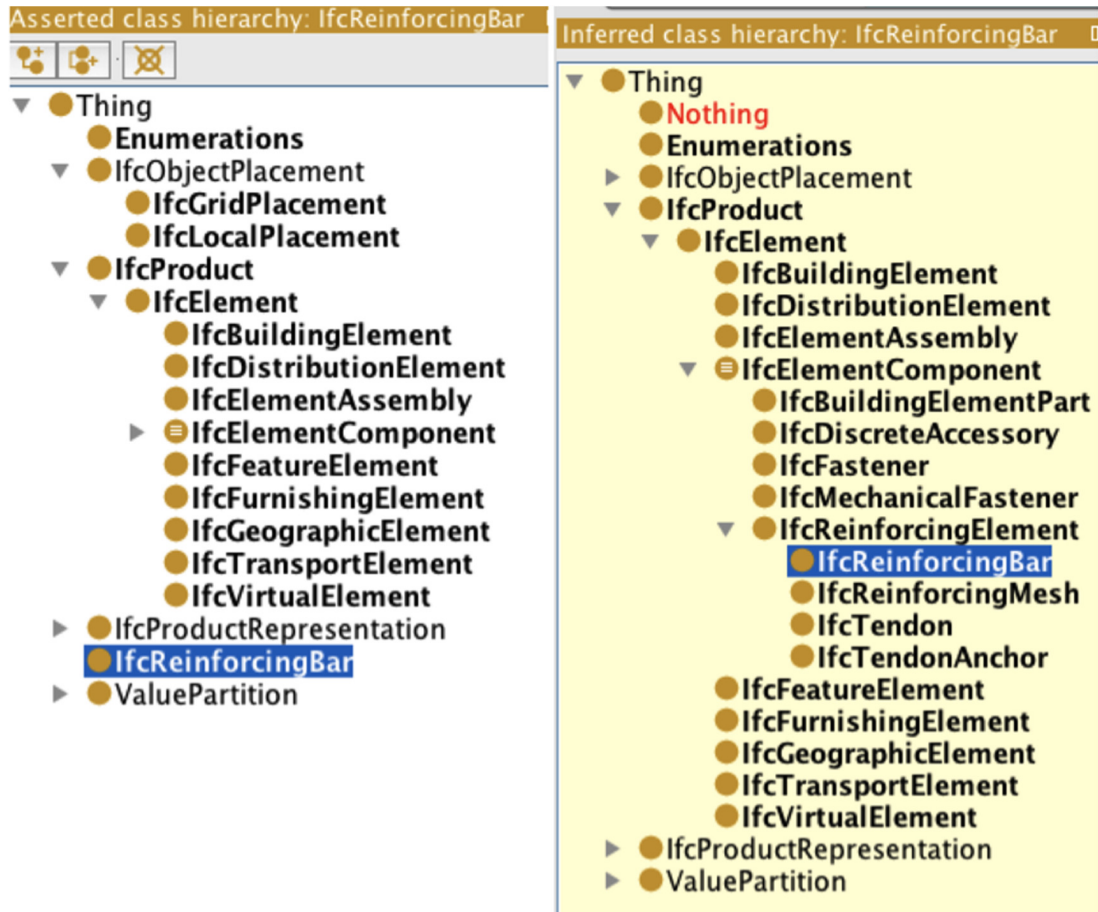 Asserted class hierarchy: IfcReinforcingBar
Thing
Enumerations
IfcObjectPlacement
IfcGridPlacement
IfcLocalPlacement
IfcProduct
IfcElement
IfcBuildingElement
IfcDistributionElement
IfcElementAssembly
IfcElementComponent
IfcFeatureElement
IfcFurnishingElement
IfcGeographicElement
IfcTransportElement
IfcVirtualElement
IfcProductRepresentation
IfcReinforcingBar
ValuePartition
Inferred class hierarchy: IfcReinforcingBar
Thing
Nothing
Enumerations
IfcObjectPlacement
IfcProduct
IfcElement
IfcBuildingElement
IfcDistributionElement
IfcElementAssembly
IfcElementComponent
IfcBuildingElementPart
IfcDiscreteAccessory
IfcFastener
IfcMechanicalFastener
IfcReinforcingElement
IfcReinforcingBar
IfcReinforcingMesh
IfcTendon
IfcTendonAnchor
IfcFeatureElement
IfcFurnishingElement
IfcGeographicElement
IfcTransportElement
IfcVirtualElement
IfcProductRepresentation
ValuePartition